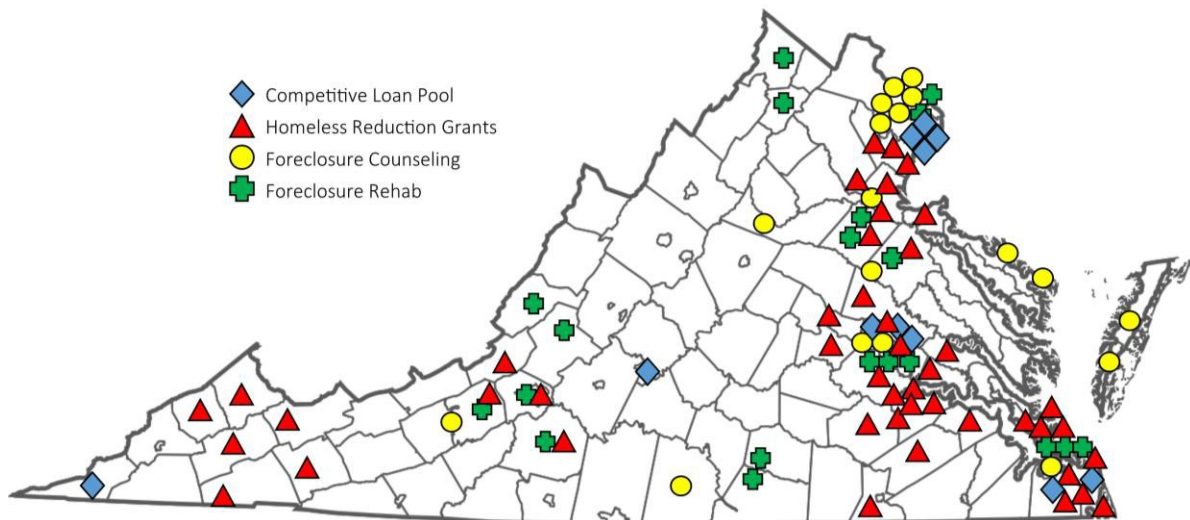 Competitive Loan Pool
Homeless Reduction Grants
Foreclosure Counseling
Foreclosure Rehab